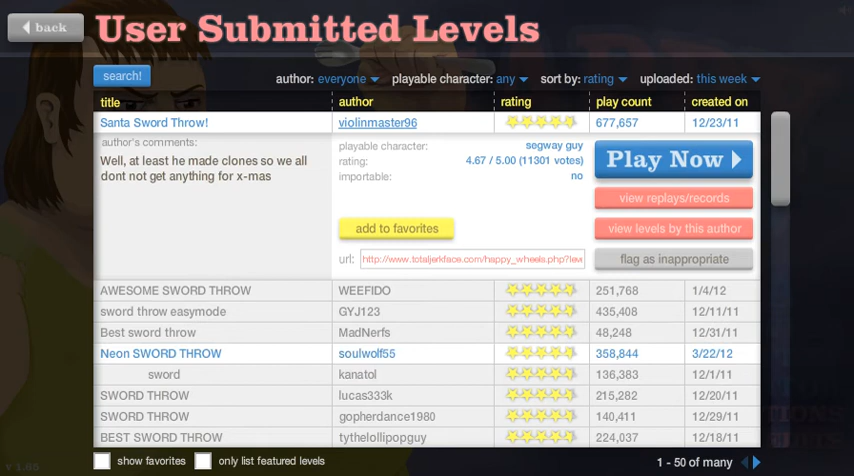 back
User Submitted Levels
search!
author: everyone playable character: any sort by: rating uploaded: this week
title author rating play count created on
Santa Sword Throw! violinmaster96 677,657 12/23/11
author's comments:
Well, at least he made clones so we all
dont not get anything for x-mas
playable character: segway guy
rating: 4.67 / 5.00 (11301 votes)
importable: no
Play Now
view replays/records
add to favorites
view levels by this author
url: http://www.totaljerkface.com/happy_wheels.php?lev
flag as inappropriate
AWESOME SWORD THROW WEEFIDO 251,768 1/4/12
sword throw easymode GYJ123 435,408 12/11/11
Best sword throw MadNerfs 48,248 12/31/11
Neon SWORD THROW soulwolf55 358,844 3/22/12
sword kanatol 136,383 12/1/11
SWORD THROW lucas333k 215,282 12/20/11
SWORD THROW gopherdance1980 140,411 12/29/11
BEST SWORD THROW tythelollipopguy 224,037 12/18/11
show favorites only list featured levels 1 - 50 of many